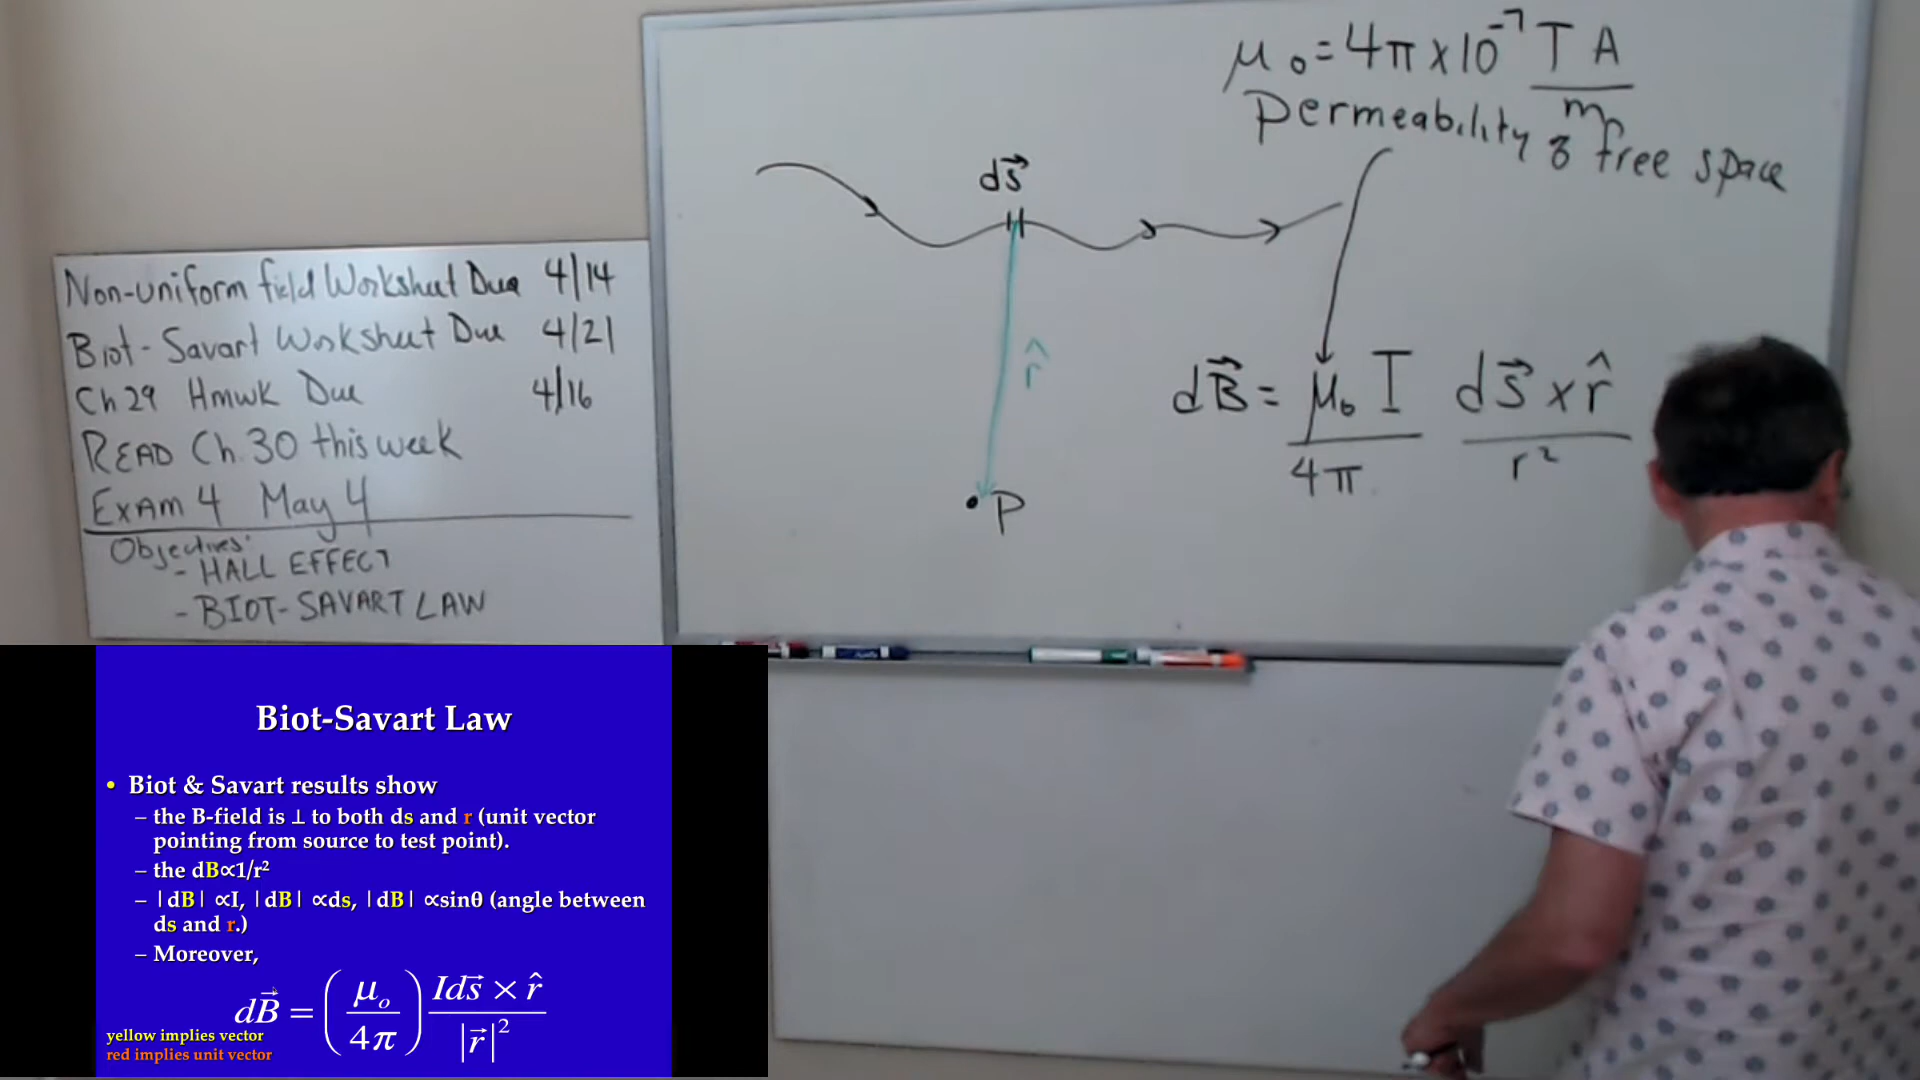 Non-uniform field Worksheet Due 4/14
Biot-Savart Worksheet Due 4/21
Ch 29 Hmwk Due 4/16
READ Ch. 30 this week
EXAM 4 May 4
Objectives:
- HALL EFFECT
- BIOT-SAVART LAW
μ₀ = 4π x 10⁻⁷ T A / m
Permeability of free space
ds⃗
r̂
P
dB⃗ = μ₀ I / 4π ds⃗ x r̂ / r²
Biot-Savart Law
• Biot & Savart results show
– the B-field is ⊥ to both ds and r (unit vector
pointing from source to test point).
– the dB∝1/r²
– |dB| ∝I, |dB| ∝ds, |dB| ∝sinθ (angle between
ds and r.)
– Moreover,
dB⃗ = (μₒ / 4π) Ids⃗ × r̂ / |r⃗|²
yellow implies vector
red implies unit vector